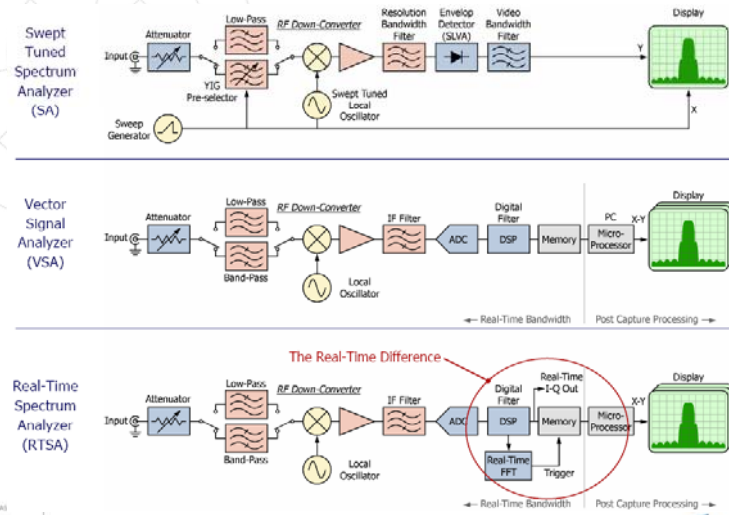 Swept
Tuned
Spectrum
Analyzer
(SA)
Input
Attenuator
Low-Pass
RF Down-Converter
YIG
Pre-selector
Sweep
Generator
Swept Tuned
Local
Oscillator
Resolution
Bandwidth
Filter
Envelop
Detector
(SLVA)
Video
Bandwidth
Filter
Y
X
Display
Vector
Signal
Analyzer
(VSA)
Input
Attenuator
Low-Pass
RF Down-Converter
Band-Pass
Local
Oscillator
IF Filter
ADC
Digital
Filter
DSP
Memory
PC
Micro-
Processor
X-Y
Display
Real-Time Bandwidth
Post Capture Processing
The Real-Time Difference
Real-Time
Spectrum
Analyzer
(RTSA)
Input
Attenuator
Low-Pass
RF Down-Converter
Band-Pass
Local
Oscillator
IF Filter
ADC
Digital
Filter
DSP
Real-Time
I-Q Out
Memory
Real-Time
FFT
Trigger
Micro-
Processor
X-Y
Display
Real-Time Bandwidth
Post Capture Processing